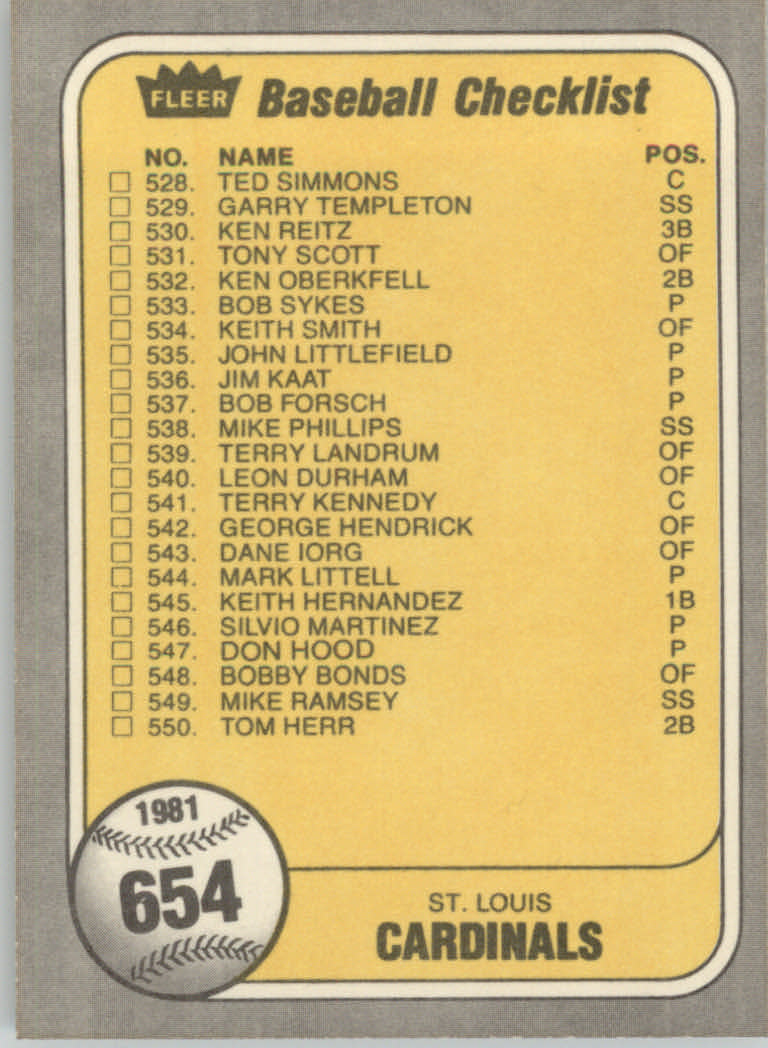 FLEER Baseball Checklist
NO. NAME POS.
528. TED SIMMONS C
529. GARRY TEMPLETON SS
530. KEN REITZ 3B
531. TONY SCOTT OF
532. KEN OBERKFELL 2B
533. BOB SYKES P
534. KEITH SMITH OF
535. JOHN LITTLEFIELD P
536. JIM KAAT P
537. BOB FORSCH P
538. MIKE PHILLIPS SS
539. TERRY LANDRUM OF
540. LEON DURHAM OF
541. TERRY KENNEDY C
542. GEORGE HENDRICK OF
543. DANE IORG OF
544. MARK LITTELL P
545. KEITH HERNANDEZ 1B
546. SILVIO MARTINEZ P
547. DON HOOD P
548. BOBBY BONDS OF
549. MIKE RAMSEY SS
550. TOM HERR 2B
1981
654
ST. LOUIS
CARDINALS